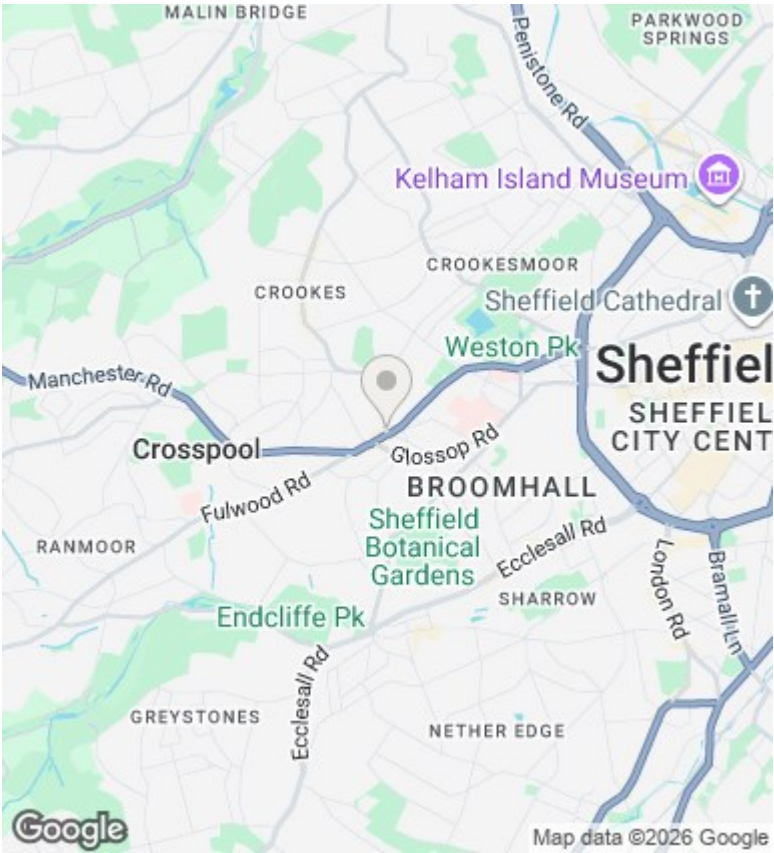 MALIN BRIDGE
PARKWOOD
SPRINGS
Penistone Rd
Kelham Island Museum
CROOKESMOOR
CROOKES
Sheffield Cathedral
Weston Pk
Manchester Rd
Sheffiel
SHEFFIEL
CITY CENT
Crosspool
Glossop Rd
BROOMHALL
Fulwood Rd
Sheffield
Botanical
Gardens
RANMOOR
Ecclesall Rd
London Rd
Bramall Ln
SHARROW
Endcliffe Pk
Ecclesall Rd
GREYSTONES
NETHER EDGE
Google
Map data ©2026 Google